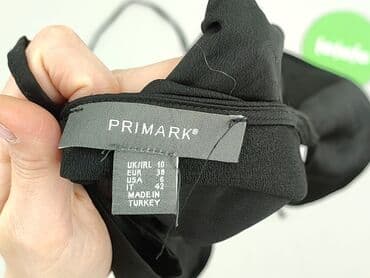 PRIMARK®
UK/IRL 10
EUR 38
USA 6
IT 42
MADE IN
TURKEY